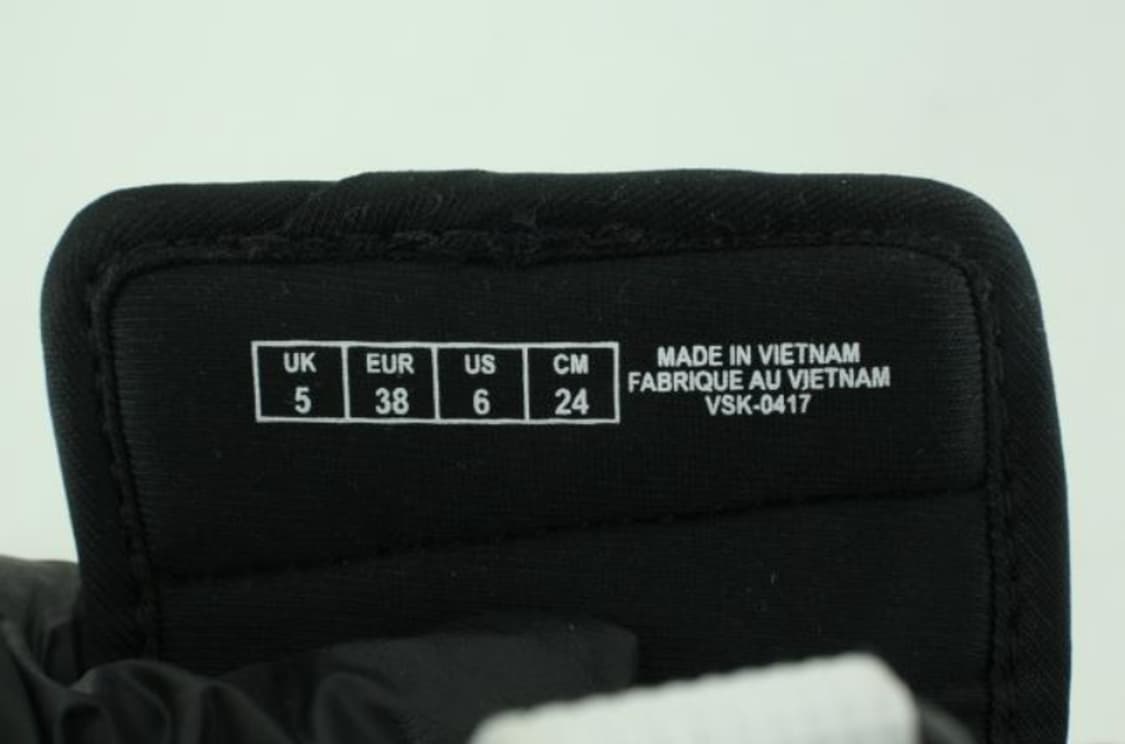 UK EUR US CM
5 38 6 24
MADE IN VIETNAM
FABRIQUE AU VIETNAM
VSK-0417